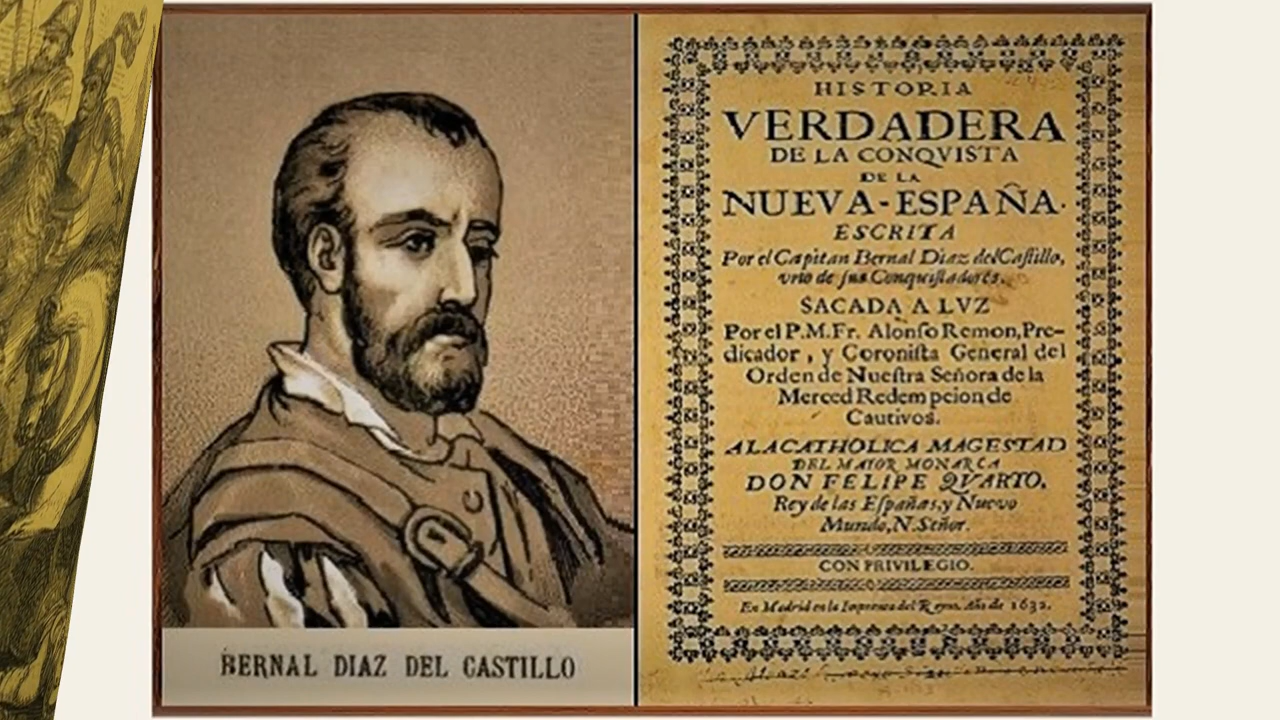 BERNAL DIAZ DEL CASTILLO
HISTORIA
VERDADERA
DE LA CONQVISTA
DE LA
NUEVA-ESPAÑA.
ESCRITA
Por el Capitan Bernal Diaz del Castillo,
vno de sus Conquistadores.
SACADA A LVZ
Por el P.M.Fr. Alonso Remon, Pre-
dicador, y Coronista General del
Orden de Nuestra Señora de la
Merced Redempcion de
Cautivos.
A LA CATHOLICA MAGESTAD
DEL MAYOR MONARCA
DON FELIPE QVARTO,
Rey de las Españas, y Nuevo
Mundo, N. Señor.
CON PRIVILEGIO.
En Madrid en la Imprenta del Reyno. Año de 1632.